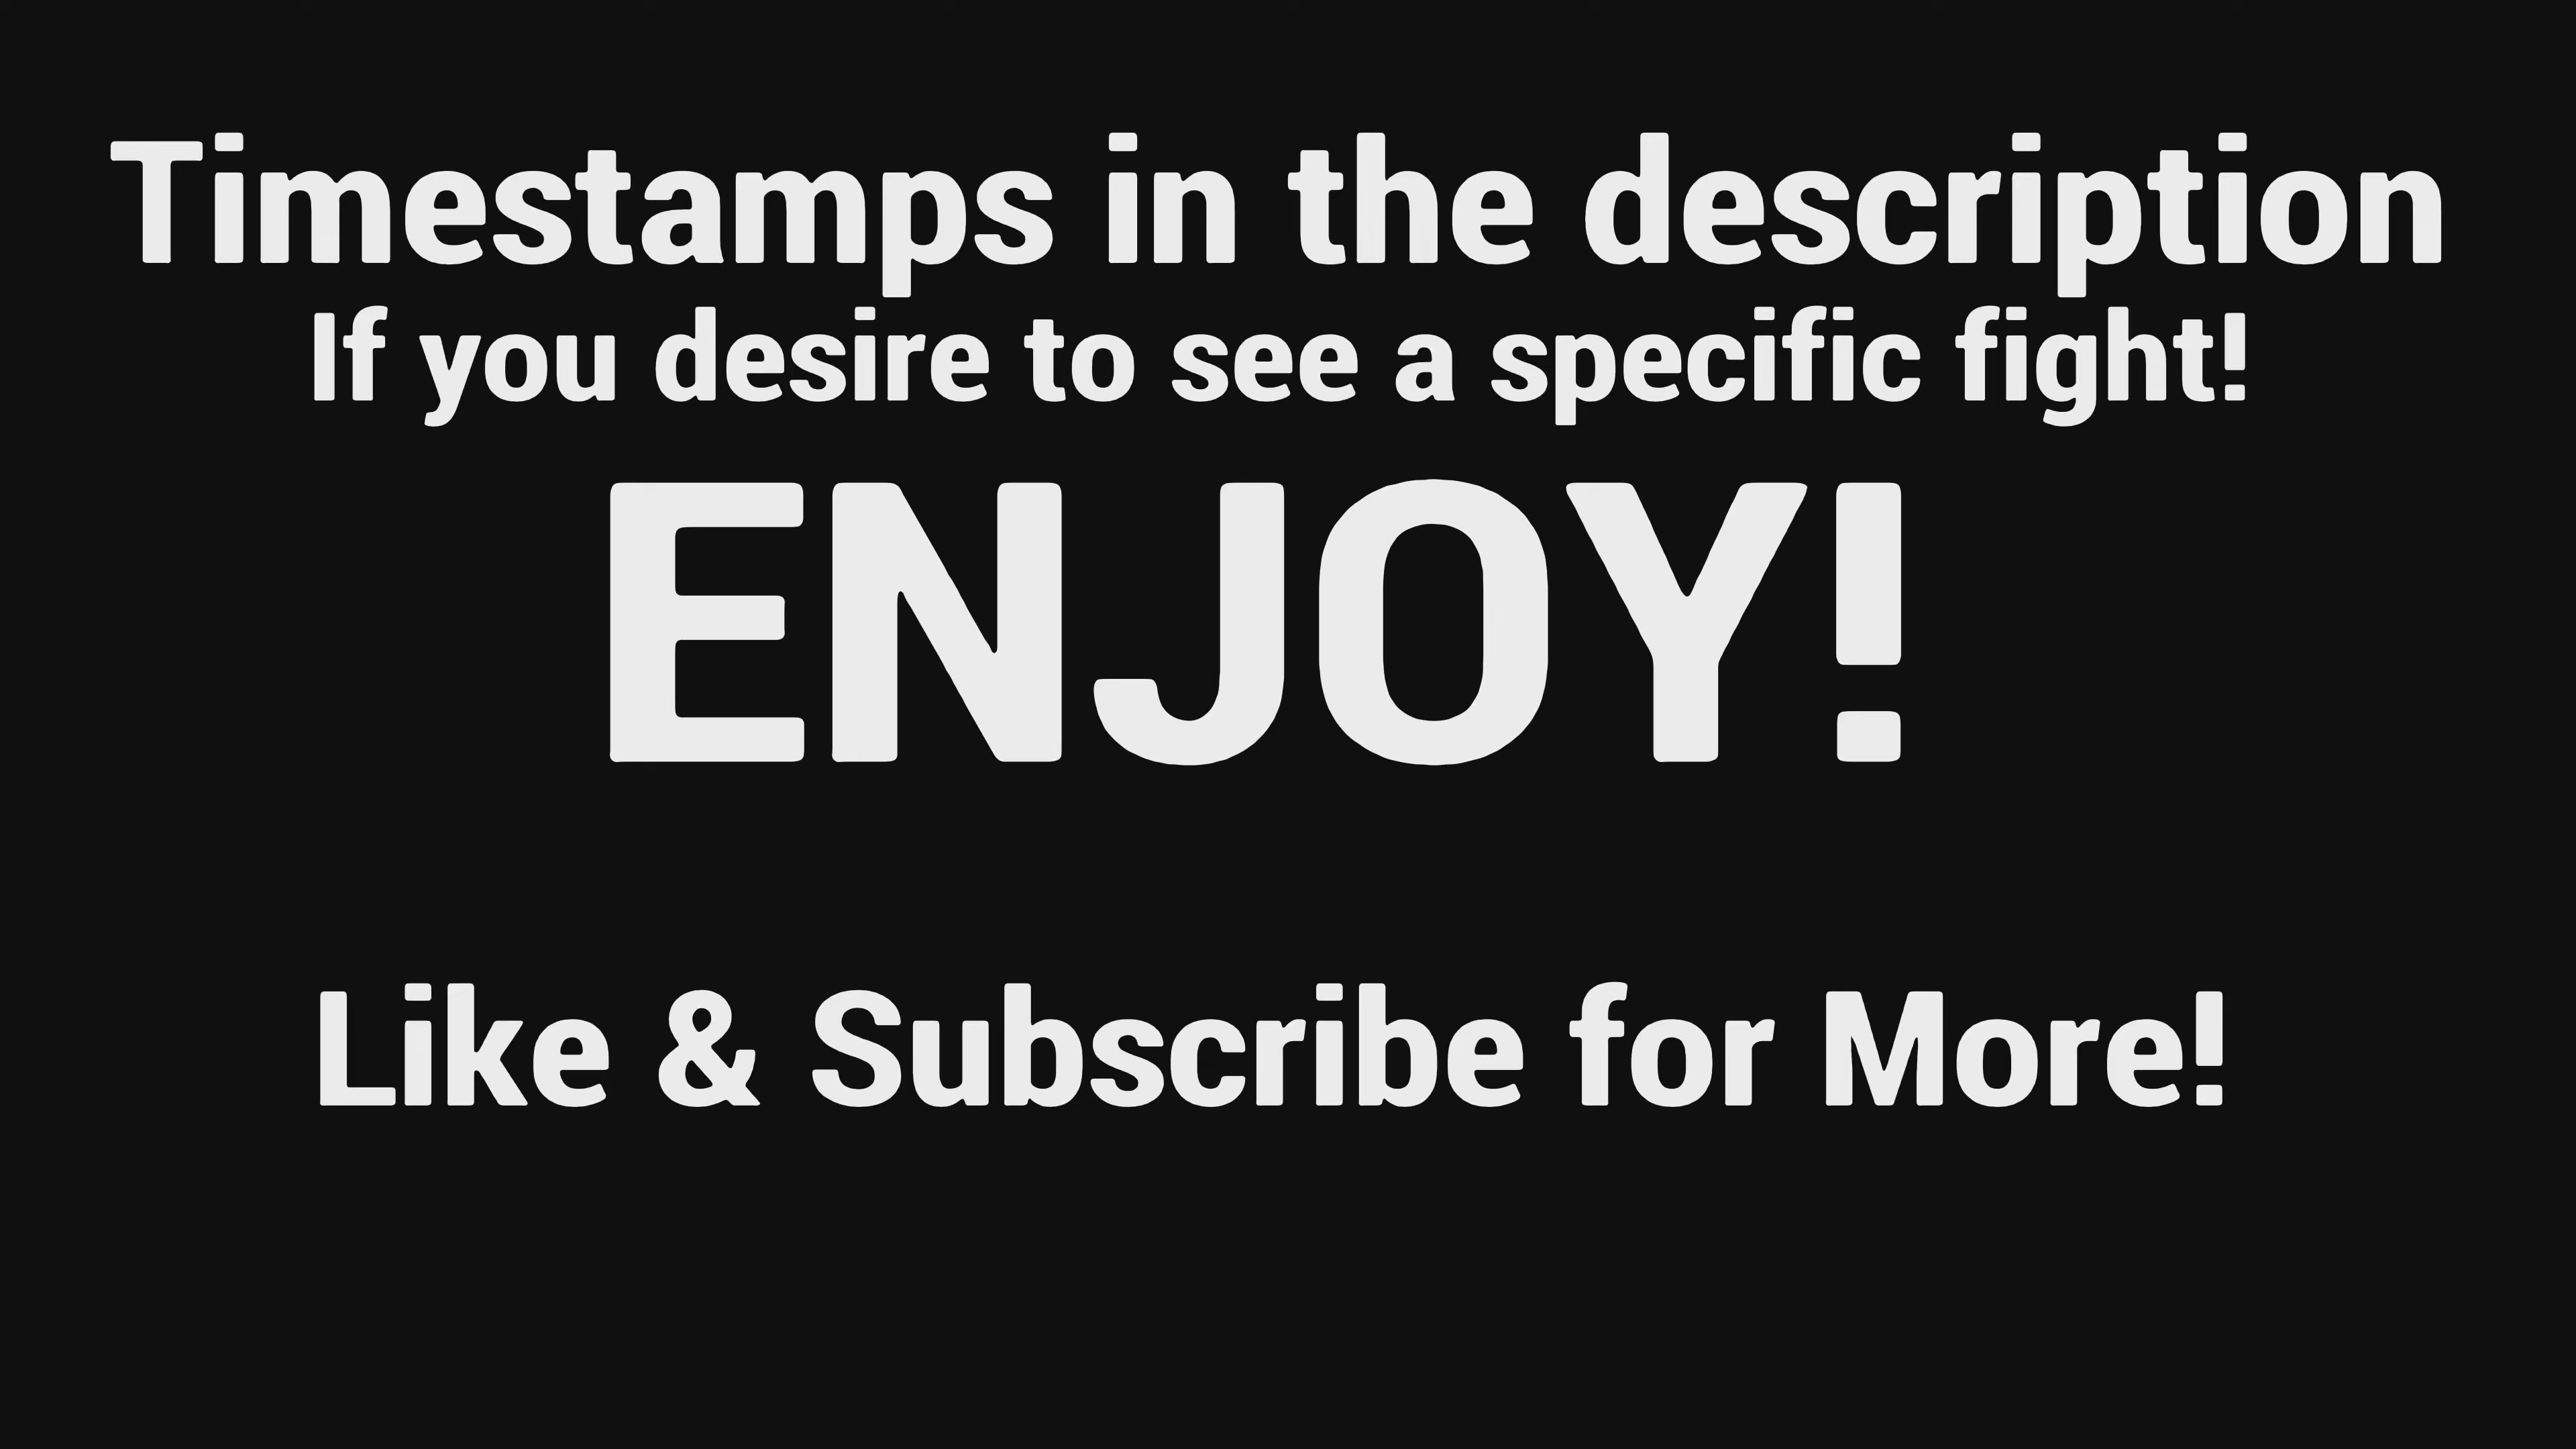 Timestamps in the description
If you desire to see a specific fight!
ENJOY!
Like & Subscribe for More!